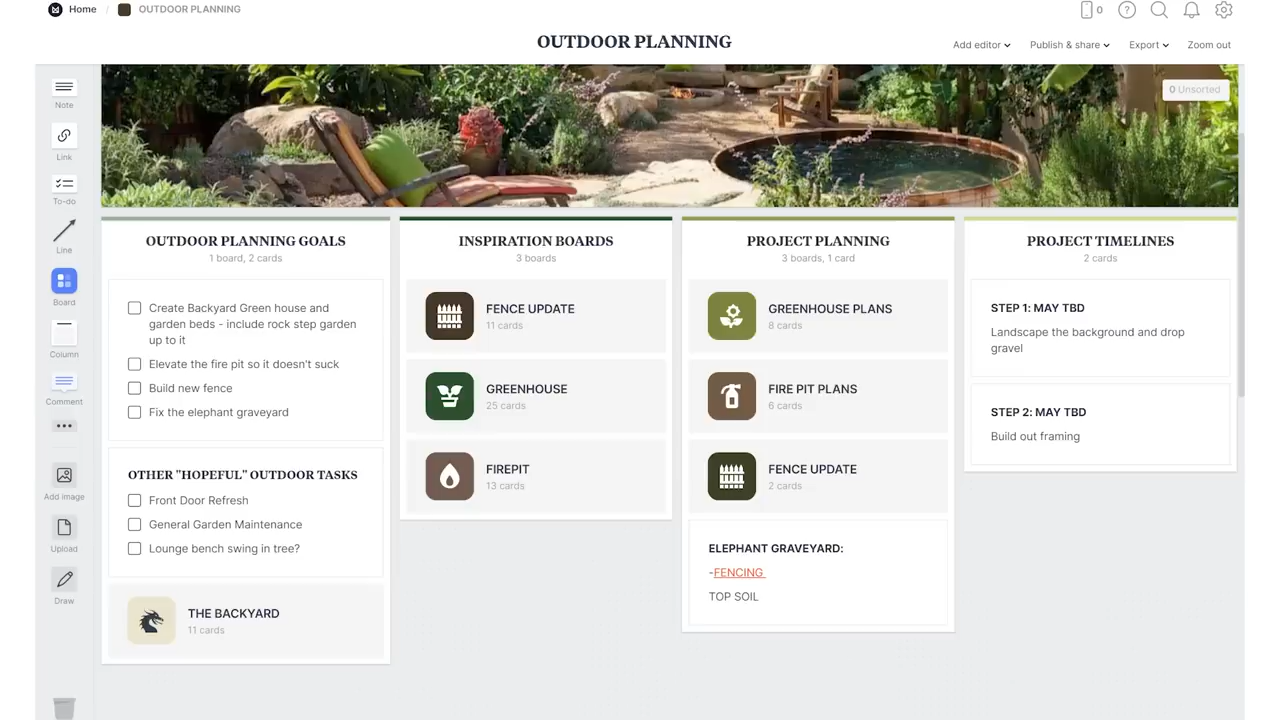 Home / OUTDOOR PLANNING
0
OUTDOOR PLANNING
Add editor
Publish & share
Export
Zoom out
Note
Link
To-do
Line
Board
Column
Comment
Add image
Upload
Draw
0 Unsorted
OUTDOOR PLANNING GOALS
1 board, 2 cards
Create Backyard Green house and
garden beds - include rock step garden
up to it
Elevate the fire pit so it doesn't suck
Build new fence
Fix the elephant graveyard
OTHER "HOPEFUL" OUTDOOR TASKS
Front Door Refresh
General Garden Maintenance
Lounge bench swing in tree?
THE BACKYARD
11 cards
INSPIRATION BOARDS
3 boards
FENCE UPDATE
11 cards
GREENHOUSE
25 cards
FIREPIT
13 cards
PROJECT PLANNING
3 boards, 1 card
GREENHOUSE PLANS
8 cards
FIRE PIT PLANS
6 cards
FENCE UPDATE
2 cards
ELEPHANT GRAVEYARD:
-FENCING
TOP SOIL
PROJECT TIMELINES
2 cards
STEP 1: MAY TBD
Landscape the background and drop
gravel
STEP 2: MAY TBD
Build out framing